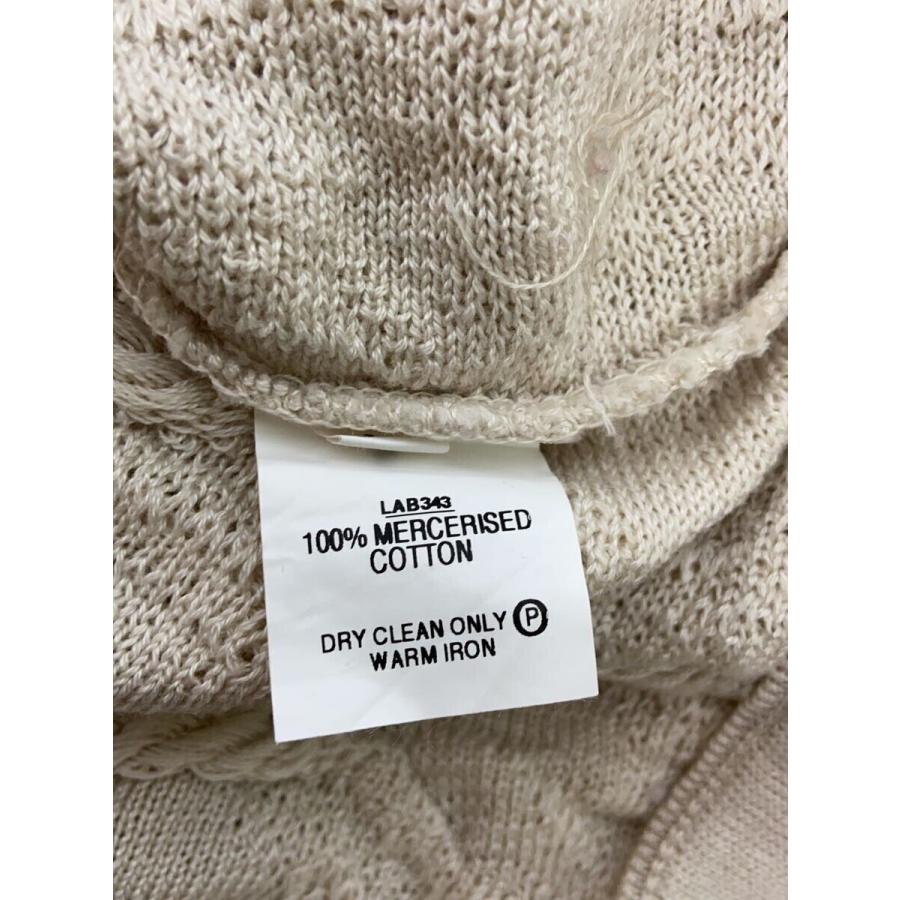 LAB343
100% MERCERISED
COTTON
DRY CLEAN ONLY Ⓟ
WARM IRON